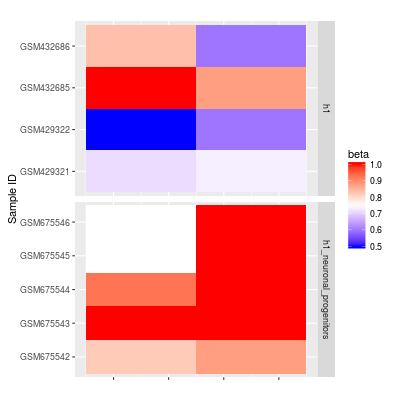 GSM432686
GSM432685
GSM429322
GSM429321
h1
GSM675546
GSM675545
GSM675544
GSM675543
GSM675542
h1_neuronal_progenitors
Sample ID
beta
1.0
0.9
0.8
0.7
0.6
0.5